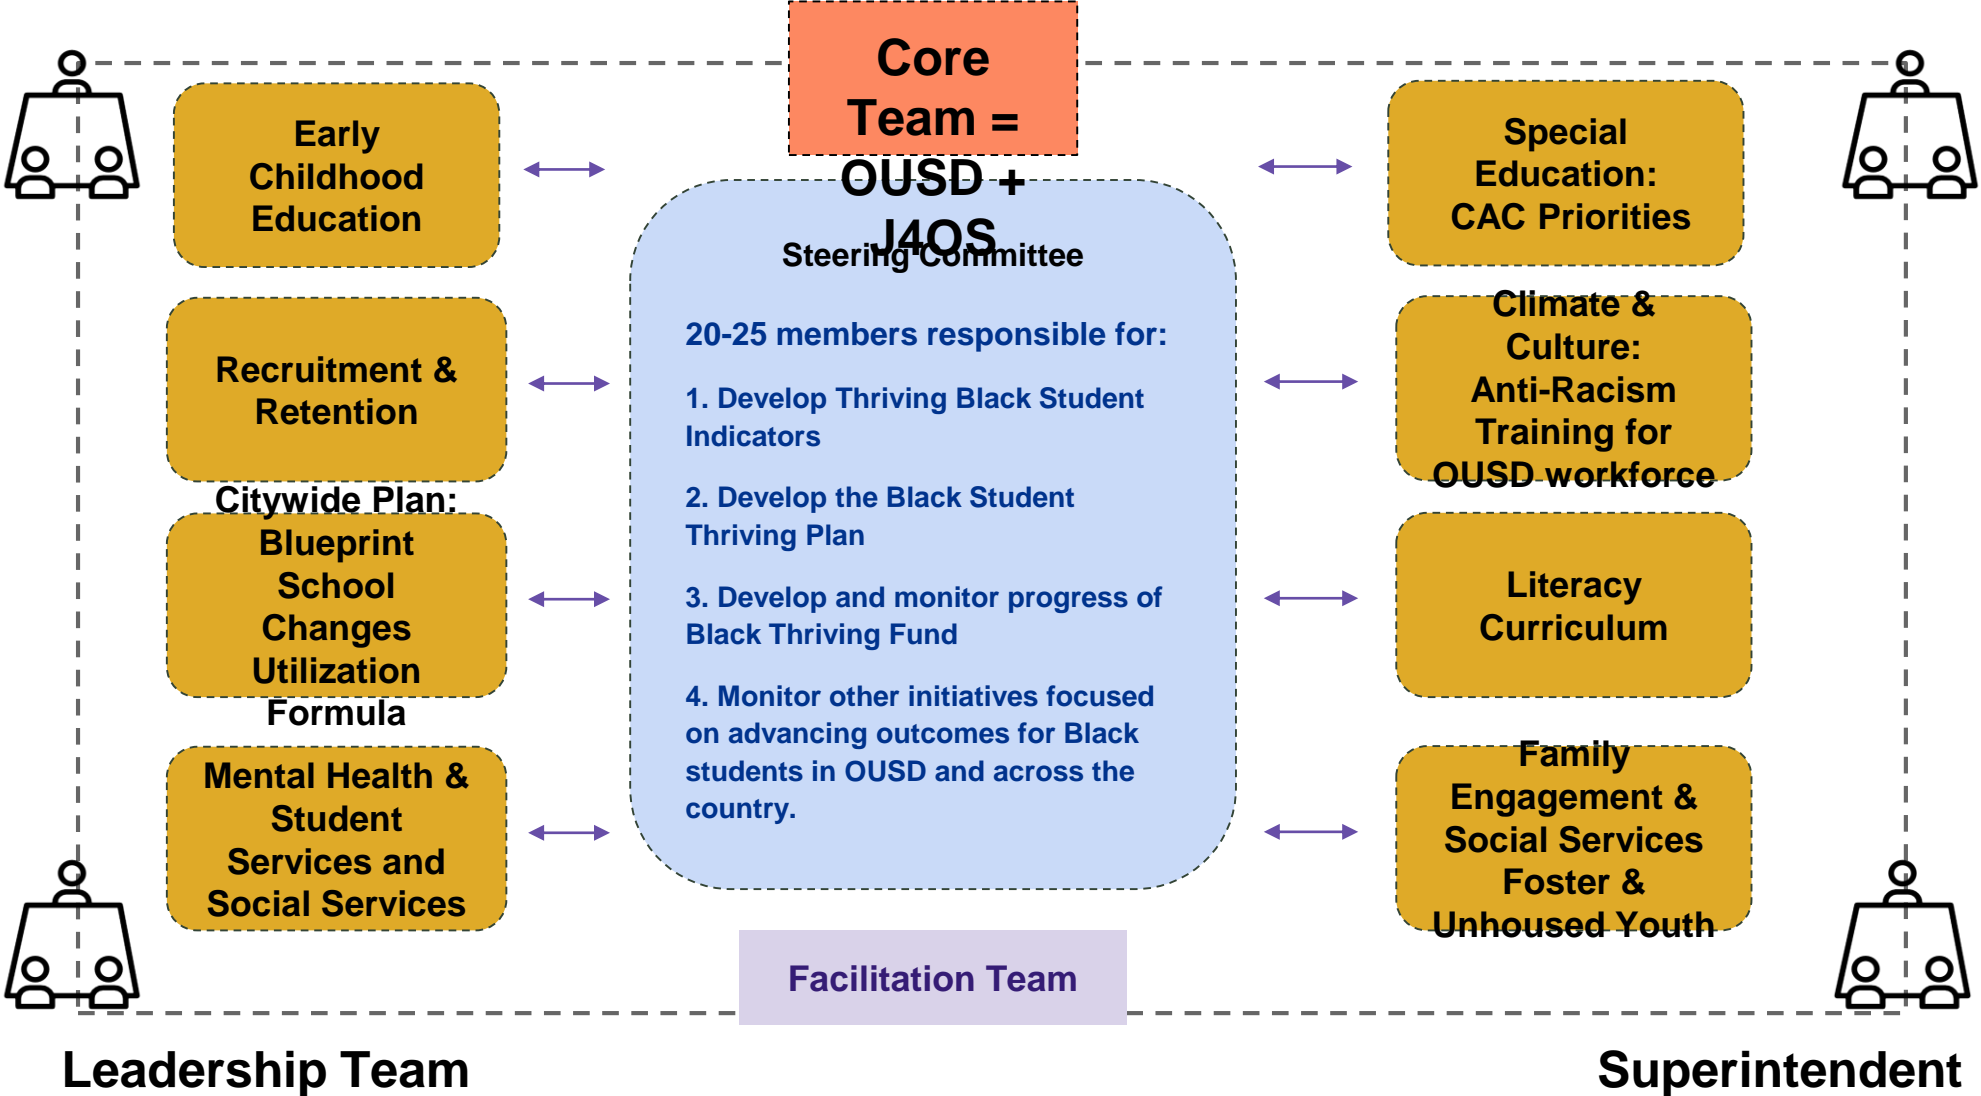 Core
Team =
OUSD +
J4OS
Early
Childhood
Education
Recruitment &
Retention
Citywide Plan:
Blueprint
School
Changes
Utilization
Formula
Mental Health &
Student
Services and
Social Services
Steering Committee
20-25 members responsible for:
1. Develop Thriving Black Student
Indicators
2. Develop the Black Student
Thriving Plan
3. Develop and monitor progress of
Black Thriving Fund
4. Monitor other initiatives focused
on advancing outcomes for Black
students in OUSD and across the
country.
Special
Education:
CAC Priorities
Climate &
Culture:
Anti-Racism
Training for
OUSD workforce
Literacy
Curriculum
Family
Engagement &
Social Services
Foster &
Unhoused Youth
Facilitation Team
Leadership Team
Superintendent